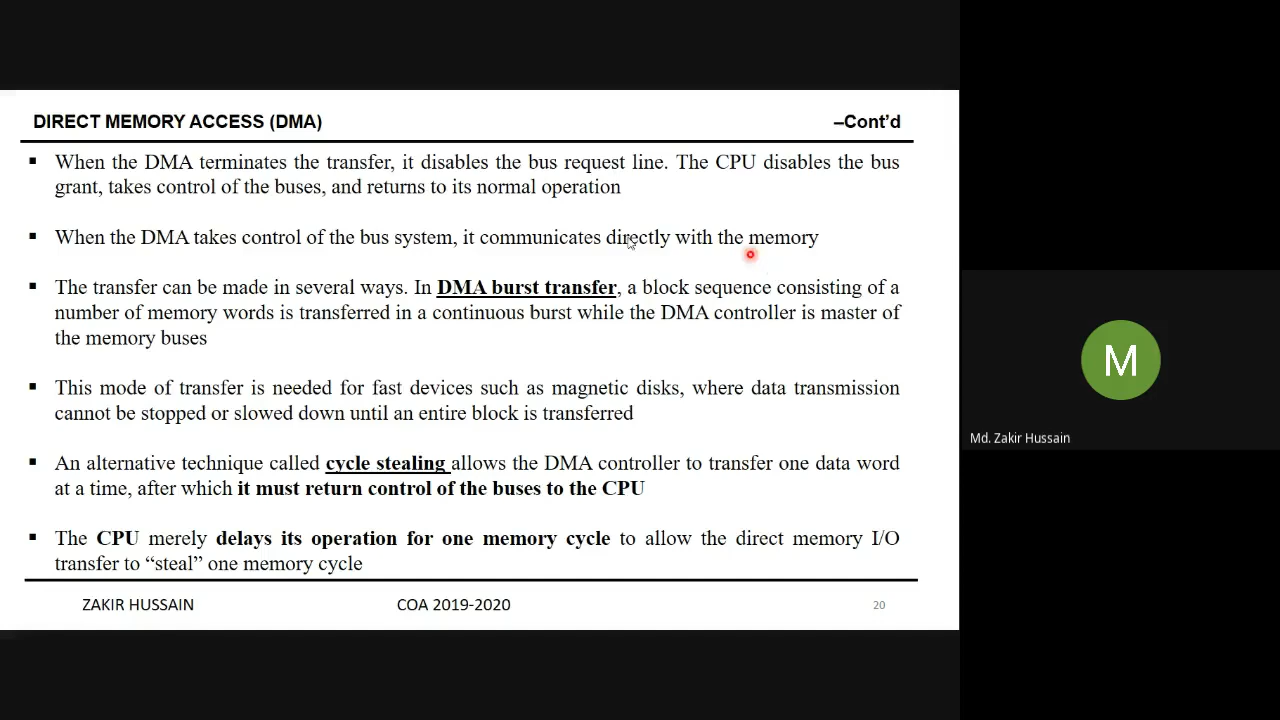 DIRECT MEMORY ACCESS (DMA) –Cont’d
▪ When the DMA terminates the transfer, it disables the bus request line. The CPU disables the bus
grant, takes control of the buses, and returns to its normal operation
▪ When the DMA takes control of the bus system, it communicates directly with the memory
▪ The transfer can be made in several ways. In DMA burst transfer, a block sequence consisting of a
number of memory words is transferred in a continuous burst while the DMA controller is master of
the memory buses
▪ This mode of transfer is needed for fast devices such as magnetic disks, where data transmission
cannot be stopped or slowed down until an entire block is transferred
▪ An alternative technique called cycle stealing allows the DMA controller to transfer one data word
at a time, after which it must return control of the buses to the CPU
▪ The CPU merely delays its operation for one memory cycle to allow the direct memory I/O
transfer to “steal” one memory cycle
ZAKIR HUSSAIN COA 2019-2020 20
M
Md. Zakir Hussain